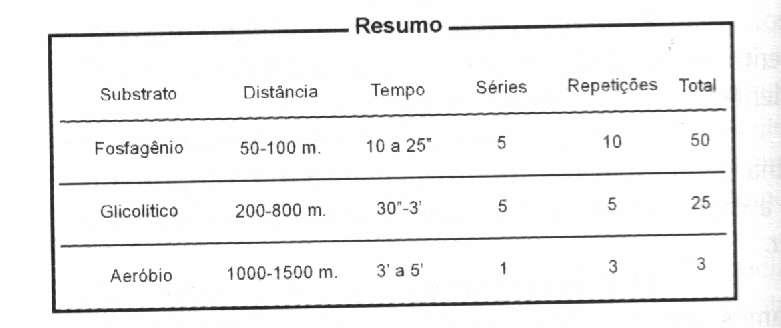 Resumo
Substrato Distância Tempo Séries Repetições Total
Fosfagênio 50-100 m. 10 a 25" 5 10 50
Glicolitico 200-800 m. 30"-3' 5 5 25
Aeróbio 1000-1500 m. 3' a 5' 1 3 3